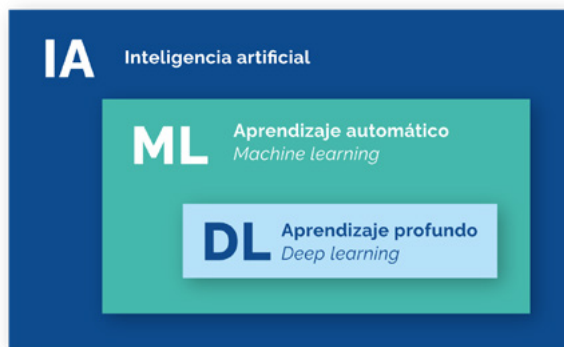 IA Inteligencia artificial
ML Aprendizaje automático
Machine learning
DL Aprendizaje profundo
Deep learning